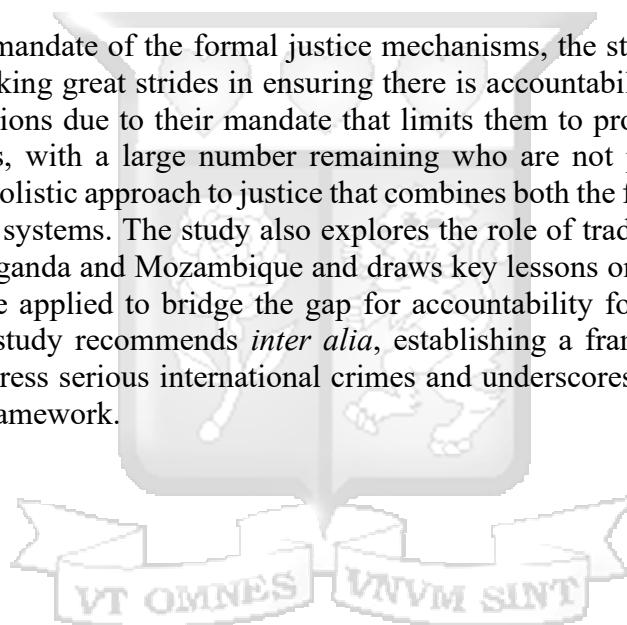 mandate of the formal justice mechanisms, the st
king great strides in ensuring there is accountabil
ions due to their mandate that limits them to pro
s, with a large number remaining who are not p
olistic approach to justice that combines both the f
systems. The study also explores the role of trad
ganda and Mozambique and draws key lessons or
e applied to bridge the gap for accountability fo
study recommends inter alia, establishing a fran
ress serious international crimes and underscores
amework.
VT OMNES VNVM SINT